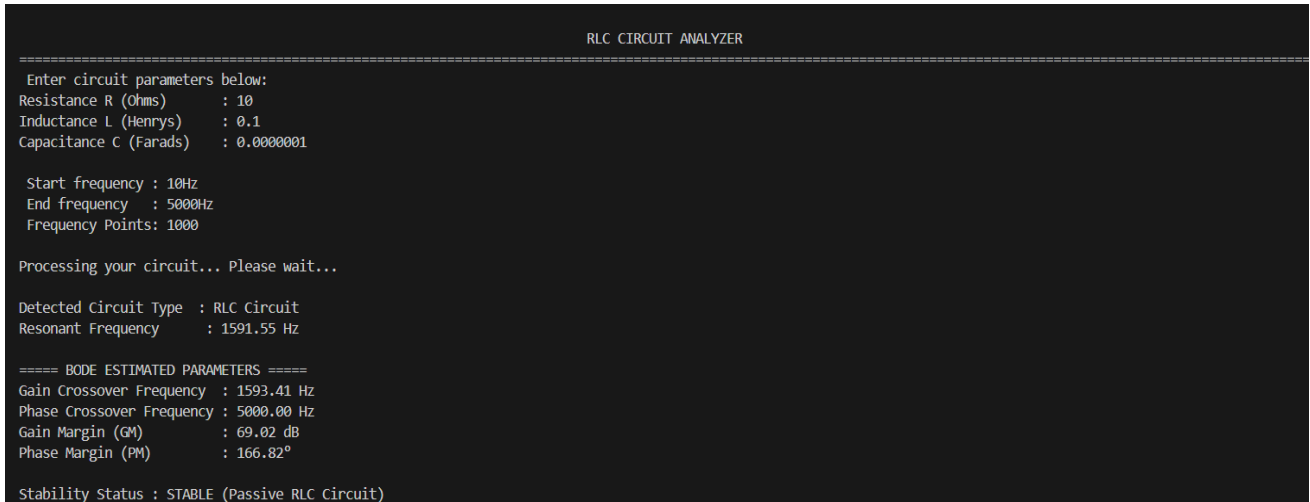 RLC CIRCUIT ANALYZER
======================================================================================================================================================================
Enter circuit parameters below:
Resistance R (Ohms)       : 10
Inductance L (Henrys)     : 0.1
Capacitance C (Farads)    : 0.0000001
Start frequency : 10Hz
End frequency   : 5000Hz
Frequency Points: 1000
Processing your circuit... Please wait...
Detected Circuit Type  : RLC Circuit
Resonant Frequency      : 1591.55 Hz
===== BODE ESTIMATED PARAMETERS =====
Gain Crossover Frequency  : 1593.41 Hz
Phase Crossover Frequency : 5000.00 Hz
Gain Margin (GM)          : 69.02 dB
Phase Margin (PM)         : 166.82°
Stability Status : STABLE (Passive RLC Circuit)